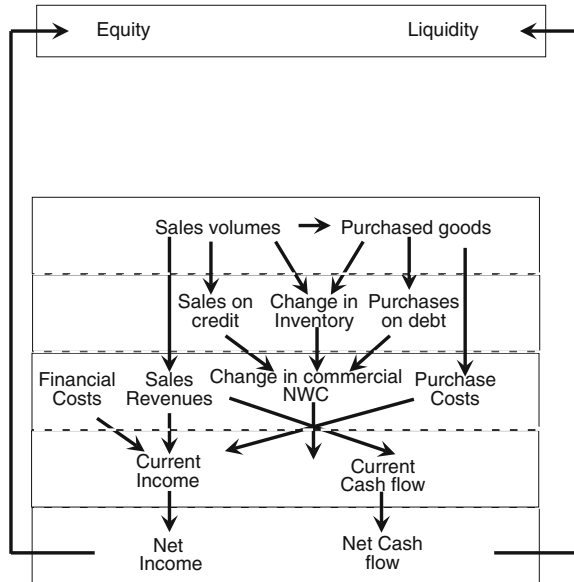 Equity Liquidity
Sales volumes Purchased goods
Sales on credit Change in Inventory Purchases on debt
Financial Costs Sales Revenues Change in commercial NWC Purchase Costs
Current Income Current Cash flow
Net Income Net Cash flow